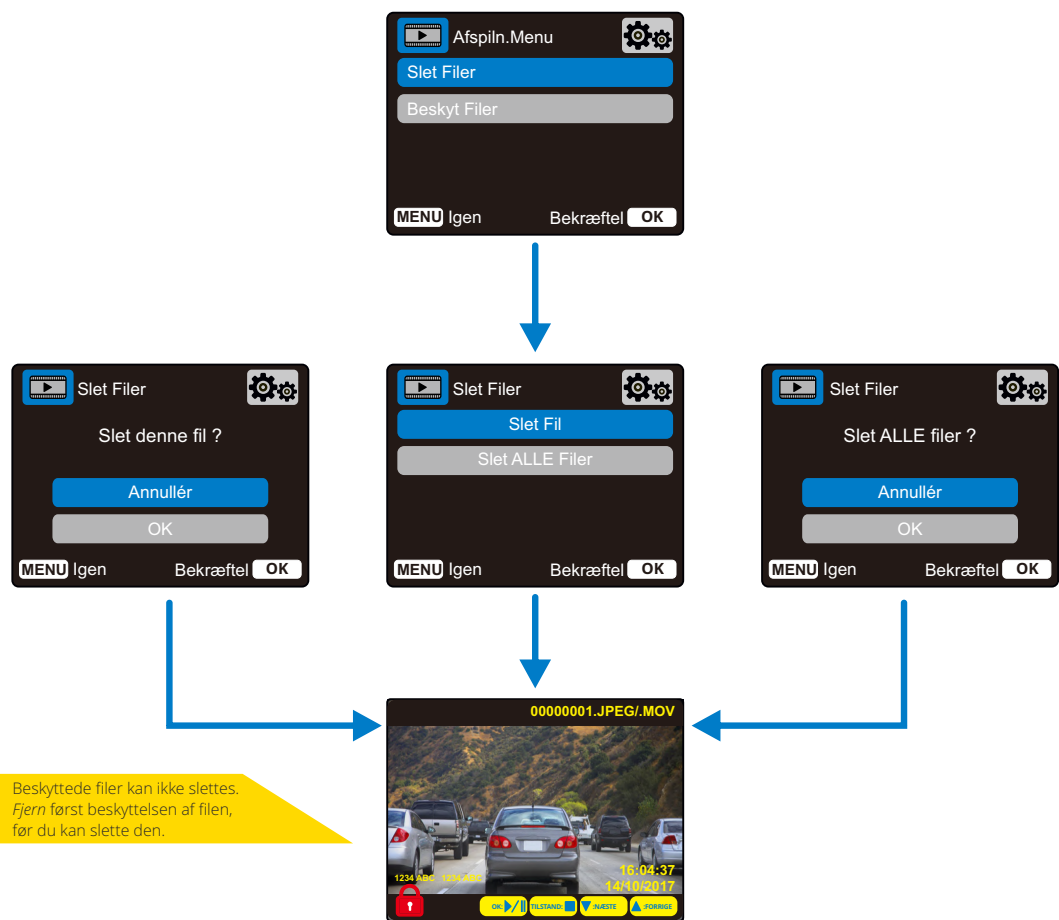 Afspiln.Menu
Slet Filer
Beskyt Filer
MENU Igen Bekræftel OK
Slet Filer
Slet denne fil ?
Annullér
OK
MENU Igen Bekræftel OK
Slet Filer
Slet Fil
Slet ALLE Filer
MENU Igen Bekræftel OK
Slet Filer
Slet ALLE filer ?
Annullér
OK
MENU Igen Bekræftel OK
00000001.JPEG/.MOV
Beskyttede filer kan ikke slettes.
Fjern først beskyttelsen af filen,
før du kan slette den.
16:04:37
1234 ABC 1234 ABC
14/10/2017
OK: / TILSTAND: :NÆSTE :FORRIGE